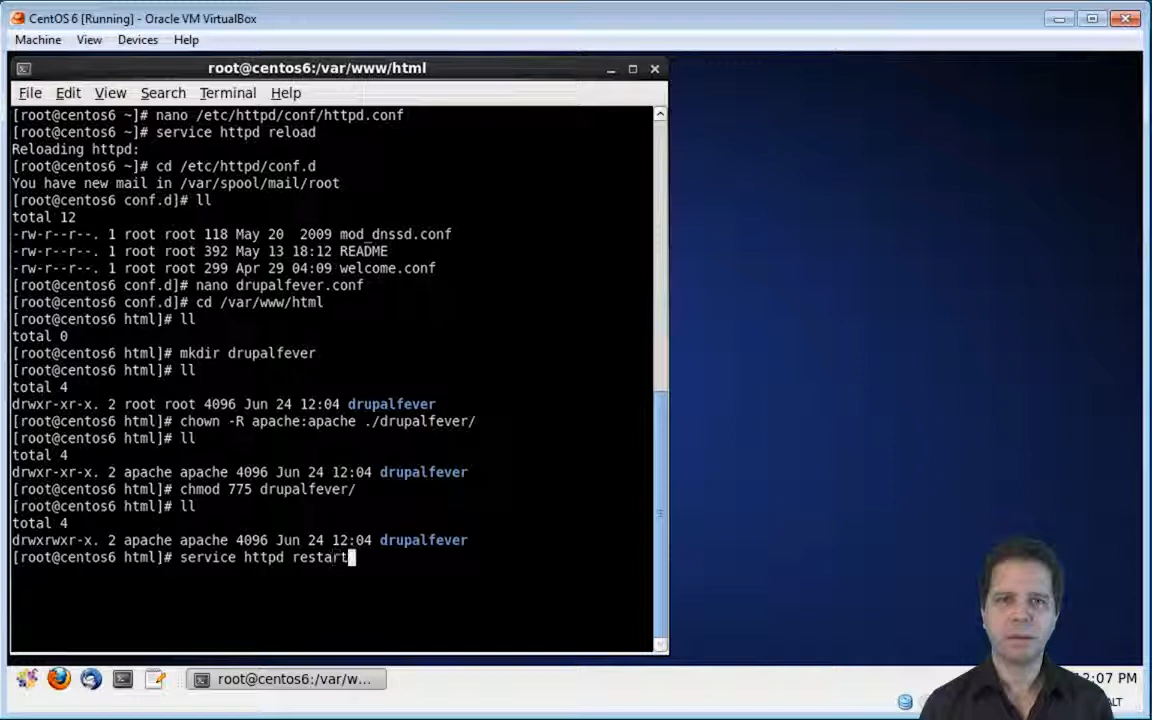 CentOS 6 [Running] - Oracle VM VirtualBox
Machine View Devices Help
root@centos6:/var/www/html
File Edit View Search Terminal Help
[root@centos6 ~]# nano /etc/httpd/conf/httpd.conf
[root@centos6 ~]# service httpd reload
Reloading httpd:
[root@centos6 ~]# cd /etc/httpd/conf.d
You have new mail in /var/spool/mail/root
[root@centos6 conf.d]# ll
total 12
-rw-r--r--. 1 root root 118 May 20  2009 mod_dnssd.conf
-rw-r--r--. 1 root root 392 May 13 18:12 README
-rw-r--r--. 1 root root 299 Apr 29 04:09 welcome.conf
[root@centos6 conf.d]# nano drupalfever.conf
[root@centos6 conf.d]# cd /var/www/html
[root@centos6 html]# ll
total 0
[root@centos6 html]# mkdir drupalfever
[root@centos6 html]# ll
total 4
drwxr-xr-x. 2 root root 4096 Jun 24 12:04 drupalfever
[root@centos6 html]# chown -R apache:apache ./drupalfever/
[root@centos6 html]# ll
total 4
drwxr-xr-x. 2 apache apache 4096 Jun 24 12:04 drupalfever
[root@centos6 html]# chmod 775 drupalfever/
[root@centos6 html]# ll
total 4
drwxrwxr-x. 2 apache apache 4096 Jun 24 12:04 drupalfever
[root@centos6 html]# service httpd restart
root@centos6:/var/w...
2:07 PM
ALT